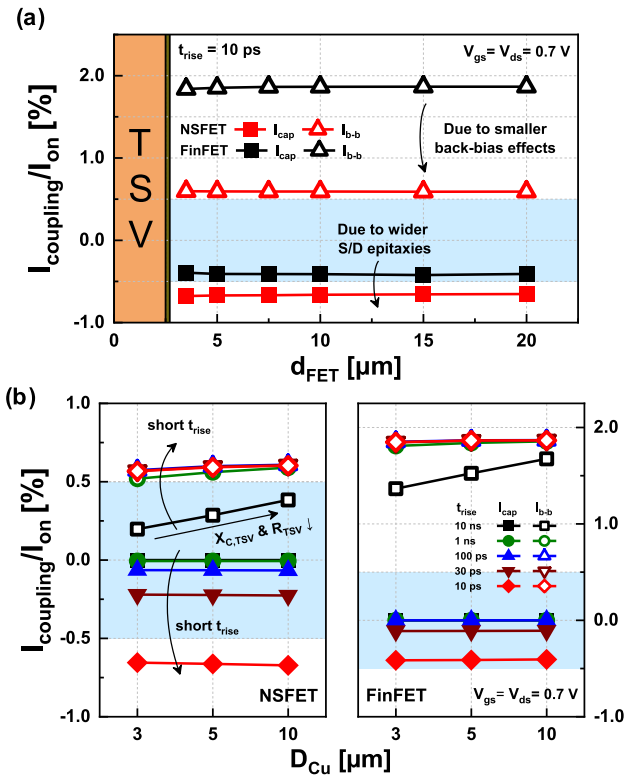 (a)
t_rise = 10 ps
V_gs = V_ds = 0.7 V
2.0
1.0
0.0
-1.0
I_coupling/I_on [%]
T
S
V
NSFET I_cap I_b-b
FinFET I_cap I_b-b
Due to smaller
back-bias effects
Due to wider
S/D epitaxies
0 5 10 15 20
d_FET [μm]
(b)
1.0
0.5
0.0
-0.5
-1.0
I_coupling/I_on [%]
short t_rise
X_C,TSV & R_TSV ↓
short t_rise
NSFET
3 5 10
2.0
1.0
0.0
-1.0
t_rise I_cap I_b-b
10 ns
1 ns
100 ps
30 ps
10 ps
FinFET
V_gs = V_ds = 0.7 V
3 5 10
D_Cu [μm]